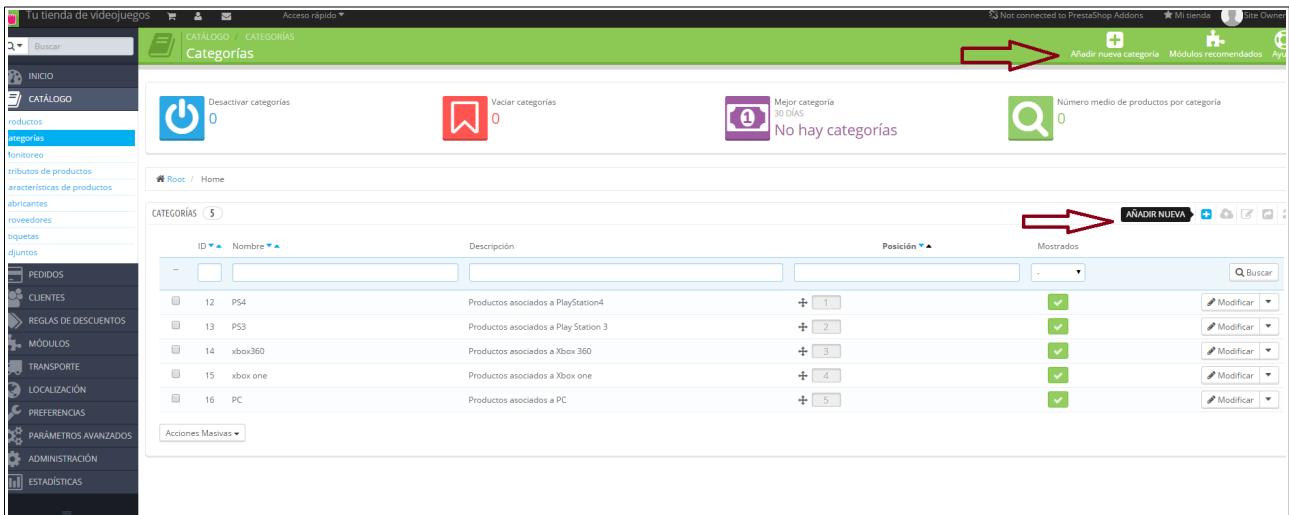 Tu tienda de videojuegos Acceso rápido Not connected to PrestaShop Addons Mi tienda Site Owner
Buscar
CATÁLOGO / CATEGORÍAS
Categorías
Añadir nueva categoría Módulos recomendados Ayu
INICIO
CATÁLOGO
roductos
ategorías
Monitoreo
tributos de productos
aracterísticas de productos
abricantes
roveedores
tiquetas
djuntos
PEDIDOS
CLIENTES
REGLAS DE DESCUENTOS
MÓDULOS
TRANSPORTE
LOCALIZACIÓN
PREFERENCIAS
PARÁMETROS AVANZADOS
ADMINISTRACIÓN
ESTADÍSTICAS
Desactivar categorías
0
Vaciar categorías
0
1
Mejor categoría
30 DÍAS
No hay categorías
Número medio de productos por categoría
0
Root / Home
CATEGORÍAS 5
AÑADIR NUEVA
ID Nombre Descripción Posición Mostrados
-- - Buscar
12 PS4 Productos asociados a PlayStation4 1 Modificar
13 PS3 Productos asociados a Play Station 3 2 Modificar
14 xbox360 Productos asociados a Xbox 360 3 Modificar
15 xbox one Productos asociados a Xbox one 4 Modificar
16 PC Productos asociados a PC 5 Modificar
Acciones Masivas